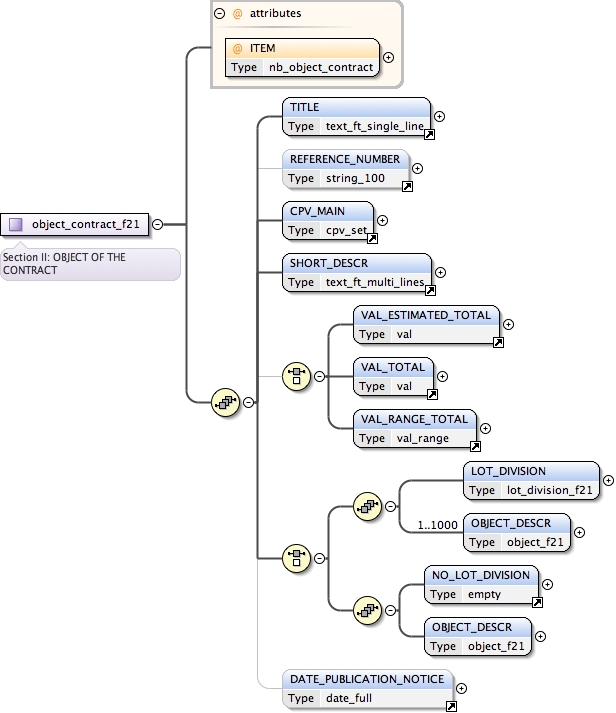 @ attributes
@ ITEM
Type nb_object_contract
TITLE
Type text_ft_single_line
REFERENCE_NUMBER
Type string_100
CPV_MAIN
Type cpv_set
object_contract_f21
Section II: OBJECT OF THE
CONTRACT
SHORT_DESCR
Type text_ft_multi_lines
VAL_ESTIMATED_TOTAL
Type val
VAL_TOTAL
Type val
VAL_RANGE_TOTAL
Type val_range
LOT_DIVISION
Type lot_division_f21
1..1000
OBJECT_DESCR
Type object_f21
NO_LOT_DIVISION
Type empty
OBJECT_DESCR
Type object_f21
DATE_PUBLICATION_NOTICE
Type date_full